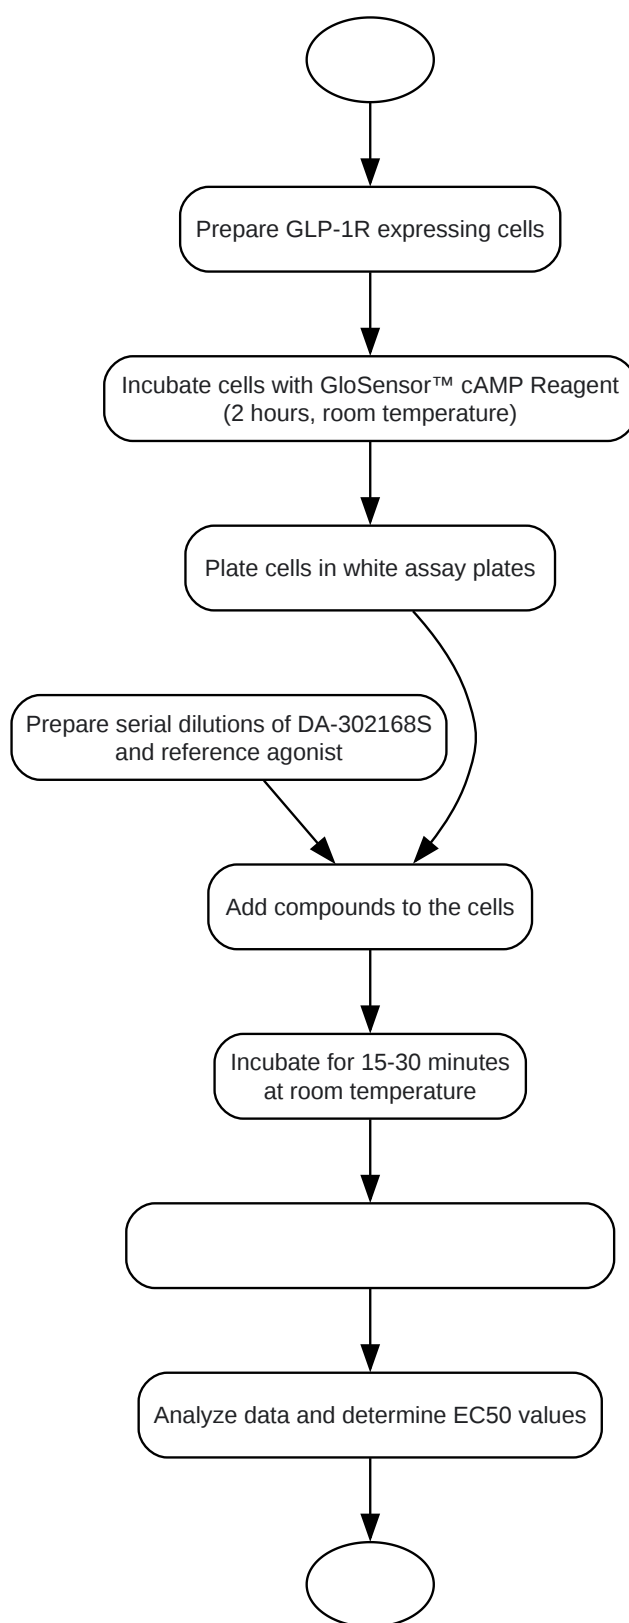 Prepare GLP-1R expressing cells
Incubate cells with GloSensor™ cAMP Reagent
(2 hours, room temperature)
Plate cells in white assay plates
Prepare serial dilutions of DA-302168S
and reference agonist
Add compounds to the cells
Incubate for 15-30 minutes
at room temperature
Analyze data and determine EC50 values